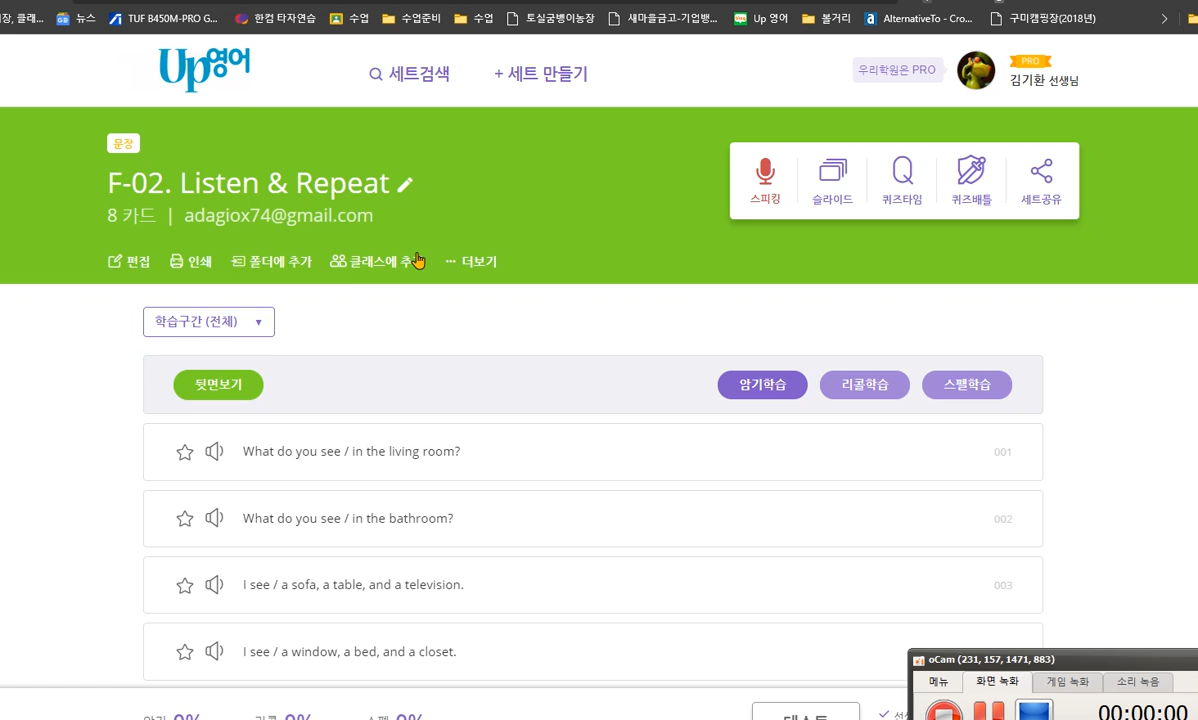 장, 클래...
뉴스
TUF B450M-PRO G...
한컴 타자연습
수업
수업준비
수업
토실굼벵이농장
새마을금고-기업뱅...
Up 영어
볼거리
AlternativeTo - Cro...
구미캠핑장(2018년)
Up영어
세트검색
+ 세트 만들기
우리학원은 PRO
PRO
김기환 선생님
문장
F-02. Listen & Repeat
8 카드 | adagiox74@gmail.com
스피킹
슬라이드
퀴즈타임
퀴즈배틀
세트공유
편집
인쇄
폴더에 추가
클래스에
더보기
학습구간 (전체) ▼
뒷면보기
암기학습
리콜학습
스펠학습
What do you see / in the living room?
001
What do you see / in the bathroom?
002
I see / a sofa, a table, and a television.
003
I see / a window, a bed, and a closet.
oCam (231, 157, 1471, 883)
메뉴
화면 녹화
게임 녹화
소리 녹음
00:00:00